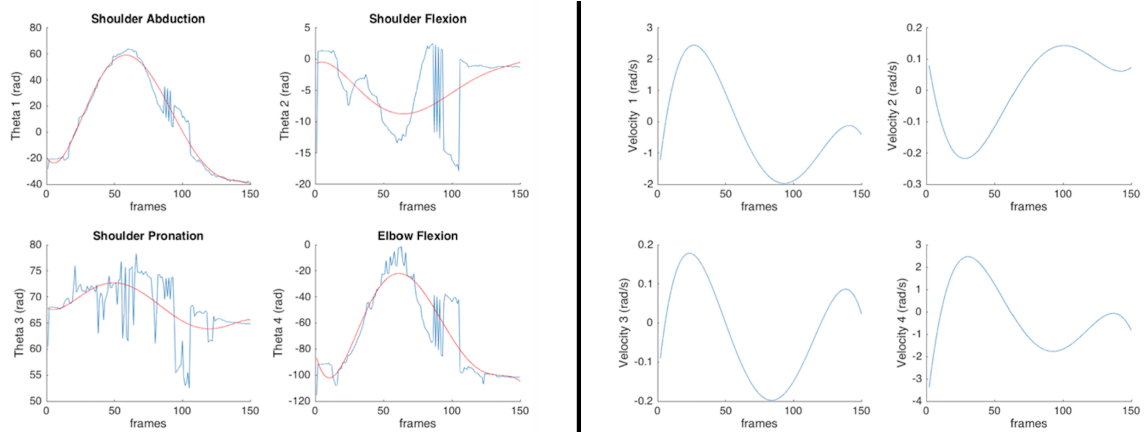 Shoulder Abduction
Theta 1 (rad)
80
60
40
20
0
-20
-40
0 50 100 150
frames
Shoulder Flexion
Theta 2 (rad)
5
0
-5
-10
-15
-20
0 50 100 150
frames
Velocity 1 (rad/s)
3
2
1
0
-1
-2
0 50 100 150
frames
Velocity 2 (rad/s)
0.2
0.1
0
-0.1
-0.2
-0.3
0 50 100 150
frames
Shoulder Pronation
Theta 3 (rad)
80
75
70
65
60
55
50
0 50 100 150
frames
Elbow Flexion
Theta 4 (rad)
0
-20
-40
-60
-80
-100
-120
0 50 100 150
frames
Velocity 3 (rad/s)
0.2
0.1
0
-0.1
-0.2
0 50 100 150
frames
Velocity 4 (rad/s)
3
2
1
0
-1
-2
-3
-4
0 50 100 150
frames